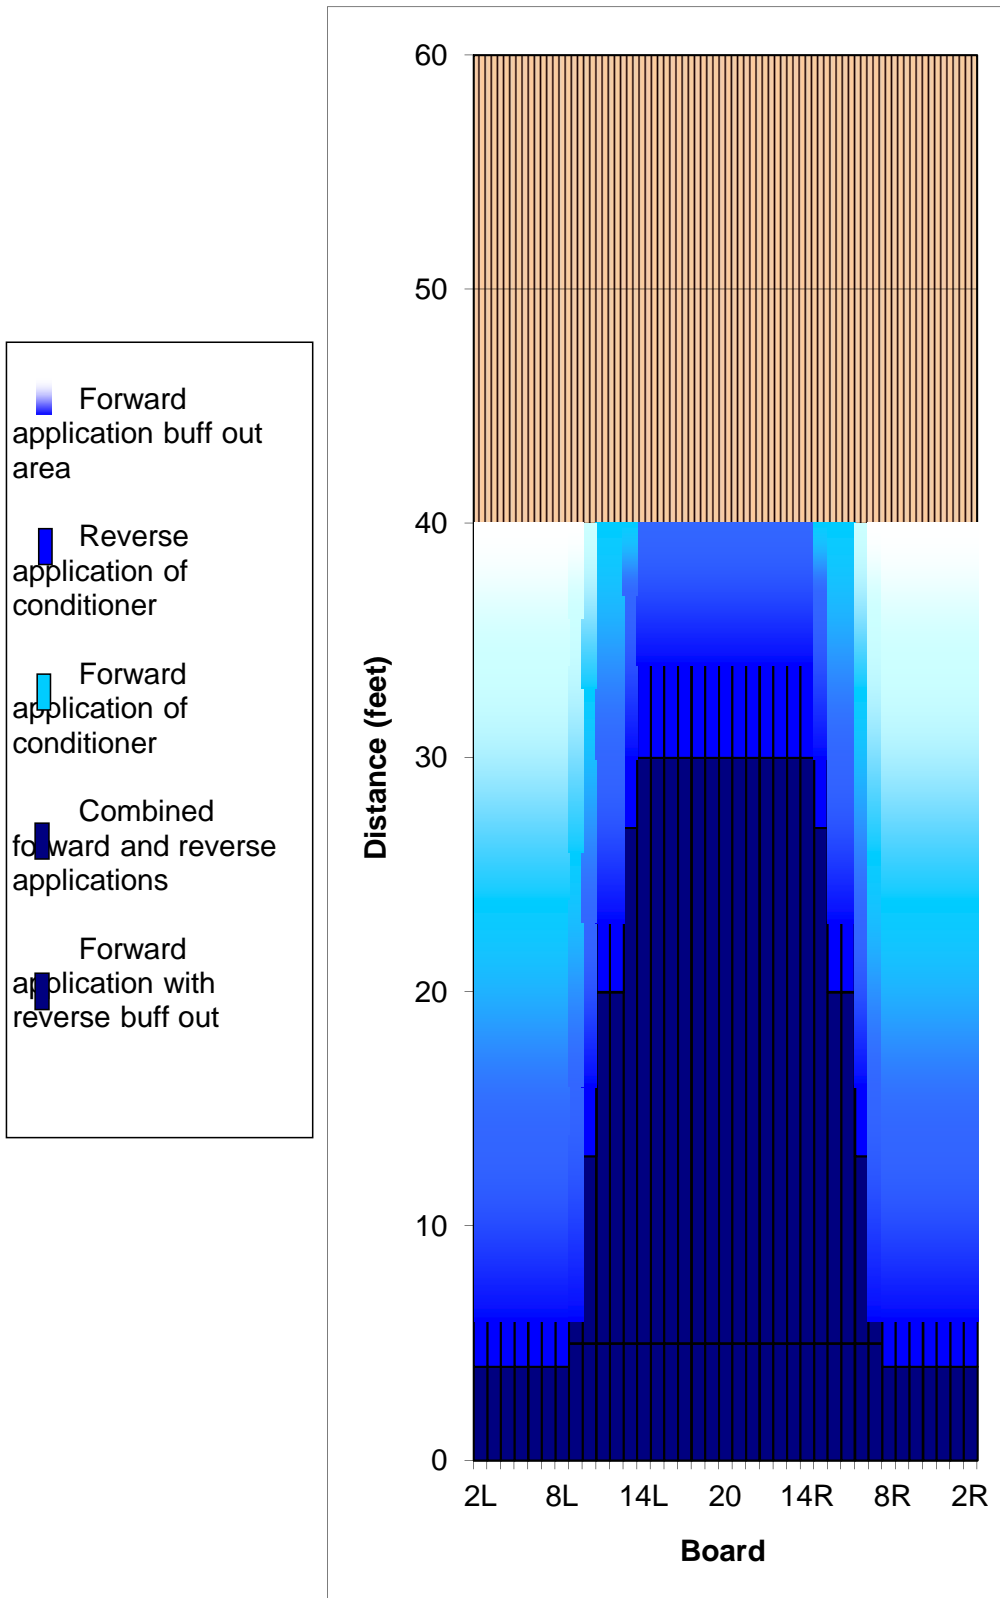 Forward
application buff out
area
Reverse
application of
conditioner
Forward
application of
conditioner
Combined
forward and reverse
applications
Forward
application with
reverse buff out
60
50
40
30
20
10
0
Distance (feet)
2L 8L 14L 20 14R 8R 2R
Board